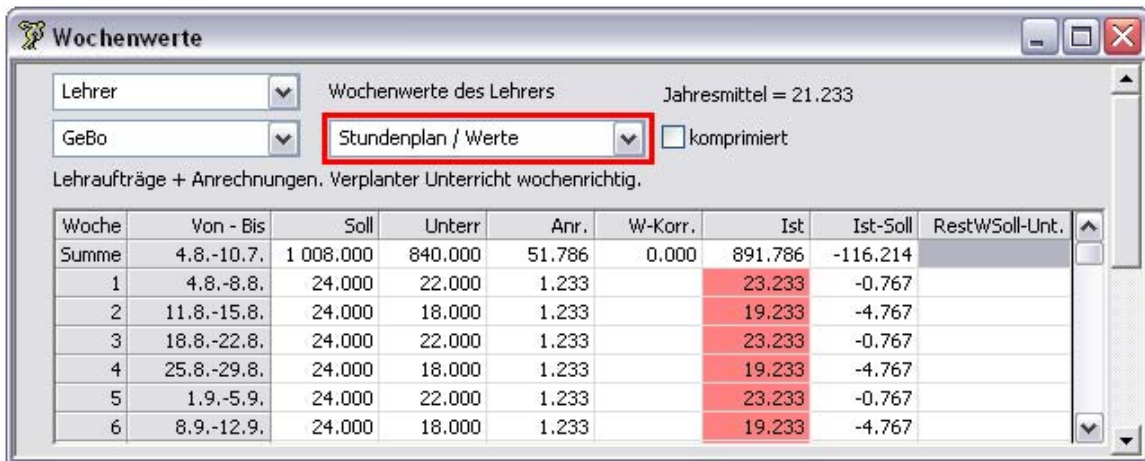 Wochenwerte
Lehrer Wochenwerte des Lehrers Jahresmittel = 21.233
GeBo Stundenplan / Werte komprimiert
Lehraufträge + Anrechnungen. Verplanter Unterricht wochenrichtig.
Woche Von - Bis Soll Unterr Anr. W-Korr. Ist Ist-Soll RestWSoll-Unt.
Summe 4.8.-10.7. 1 008.000 840.000 51.786 0.000 891.786 -116.214
1 4.8.-8.8. 24.000 22.000 1.233 23.233 -0.767
2 11.8.-15.8. 24.000 18.000 1.233 19.233 -4.767
3 18.8.-22.8. 24.000 22.000 1.233 23.233 -0.767
4 25.8.-29.8. 24.000 18.000 1.233 19.233 -4.767
5 1.9.-5.9. 24.000 22.000 1.233 23.233 -0.767
6 8.9.-12.9. 24.000 18.000 1.233 19.233 -4.767